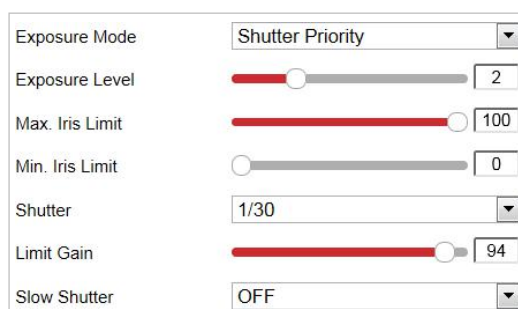 Exposure Mode Shutter Priority
Exposure Level 2
Max. Iris Limit 100
Min. Iris Limit 0
Shutter 1/30
Limit Gain 94
Slow Shutter OFF